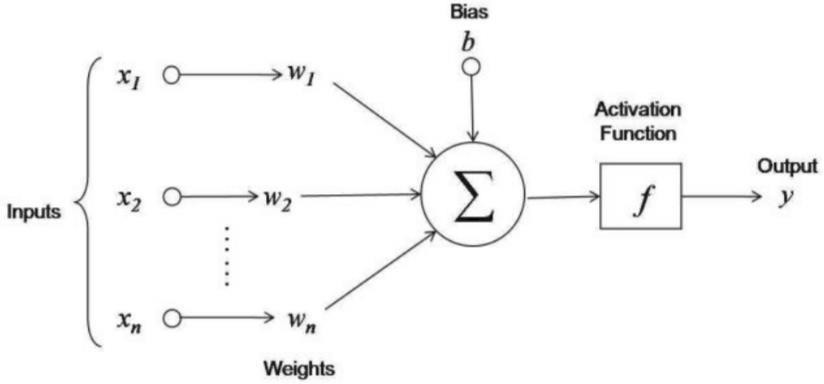 Bias
b
x1 w1
Activation
Function
Output
Inputs
x2 w2
∑
f
y
xn wn
Weights